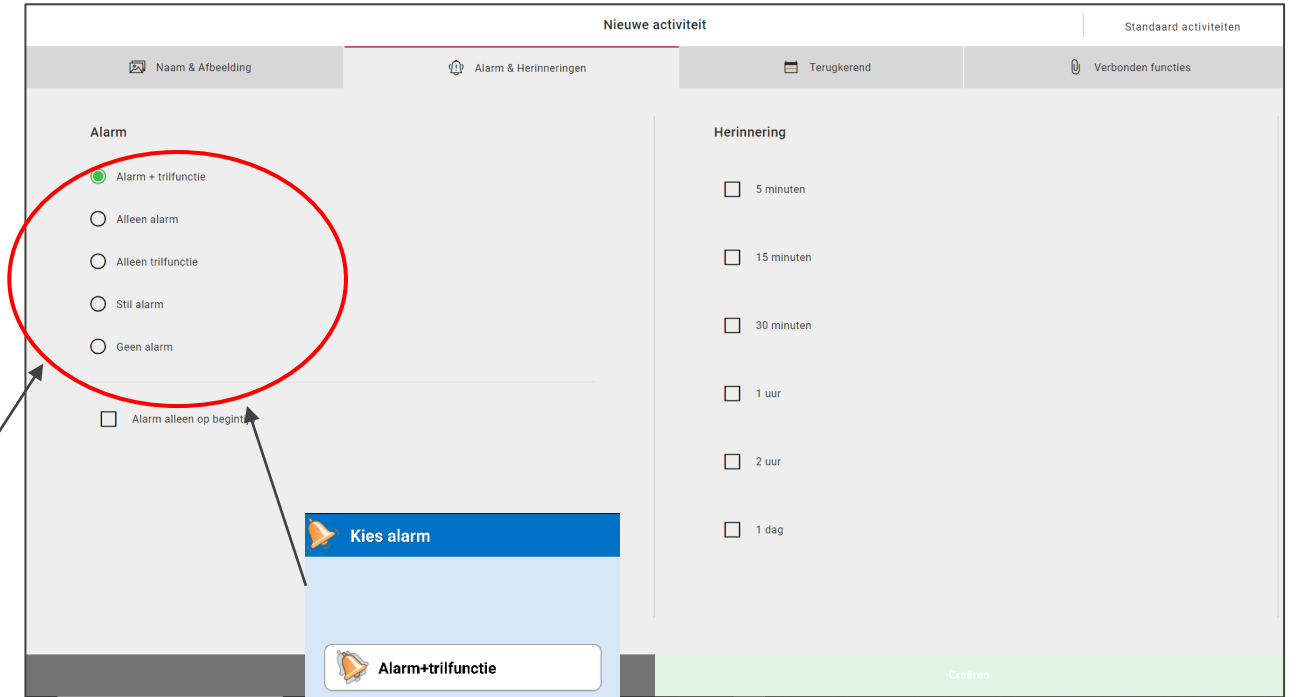 Nieuwe activiteit
Standaard activiteiten
Naam & Afbeelding
Alarm & Herinneringen
Terugkerend
Verbonden functies
Alarm
Alarm + trilfunctie
Alleen alarm
Alleen trilfunctie
Stil alarm
Geen alarm
Alarm alleen op begintij
Herinnering
5 minuten
15 minuten
30 minuten
1 uur
2 uur
1 dag
Kies alarm
Alarm+trilfunctie
Creëren